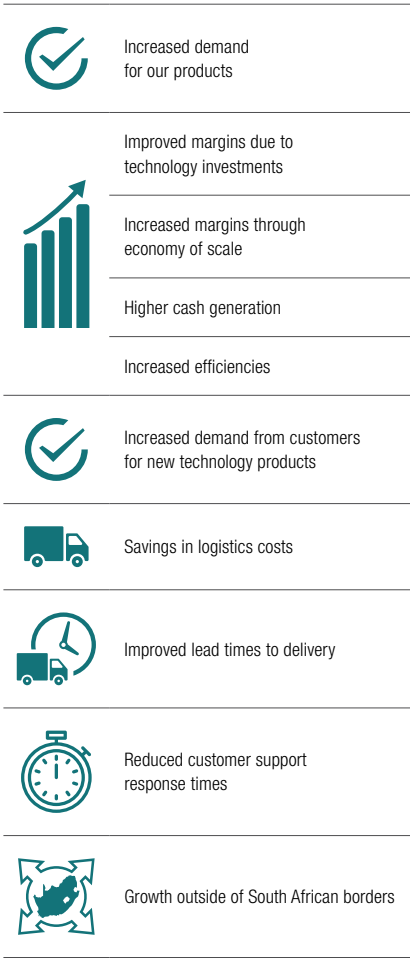 Increased demand
for our products
Improved margins due to
technology investments
Increased margins through
economy of scale
Higher cash generation
Increased efficiencies
Increased demand from customers
for new technology products
Savings in logistics costs
Improved lead times to delivery
Reduced customer support
response times
Growth outside of South African borders